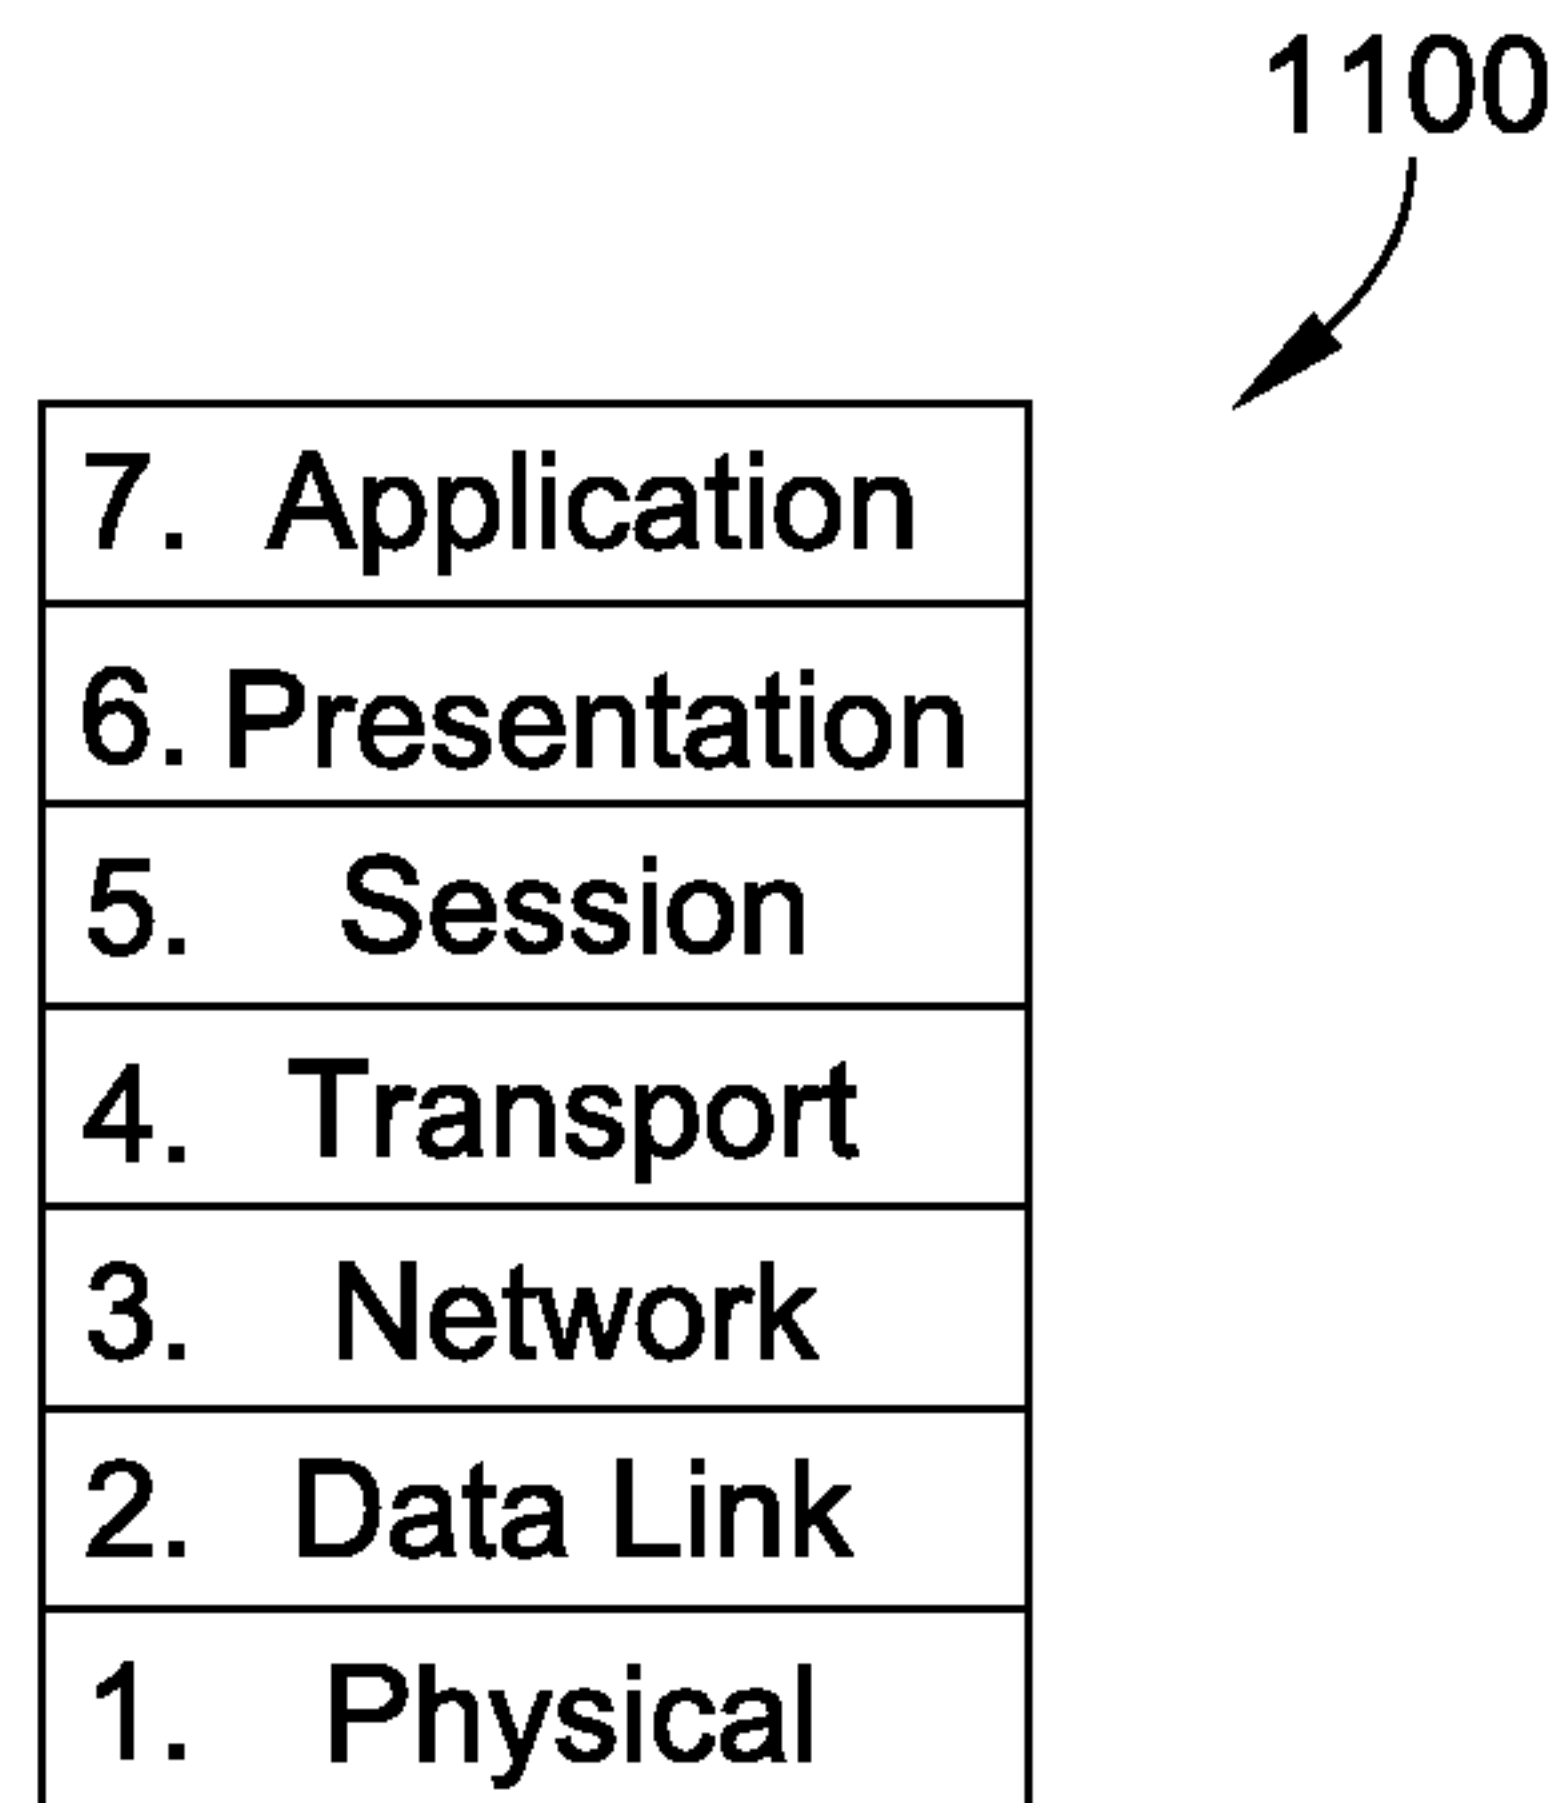 1100
7. Application
6. Presentation
5. Session
4. Transport
3. Network
2. Data Link
1. Physical